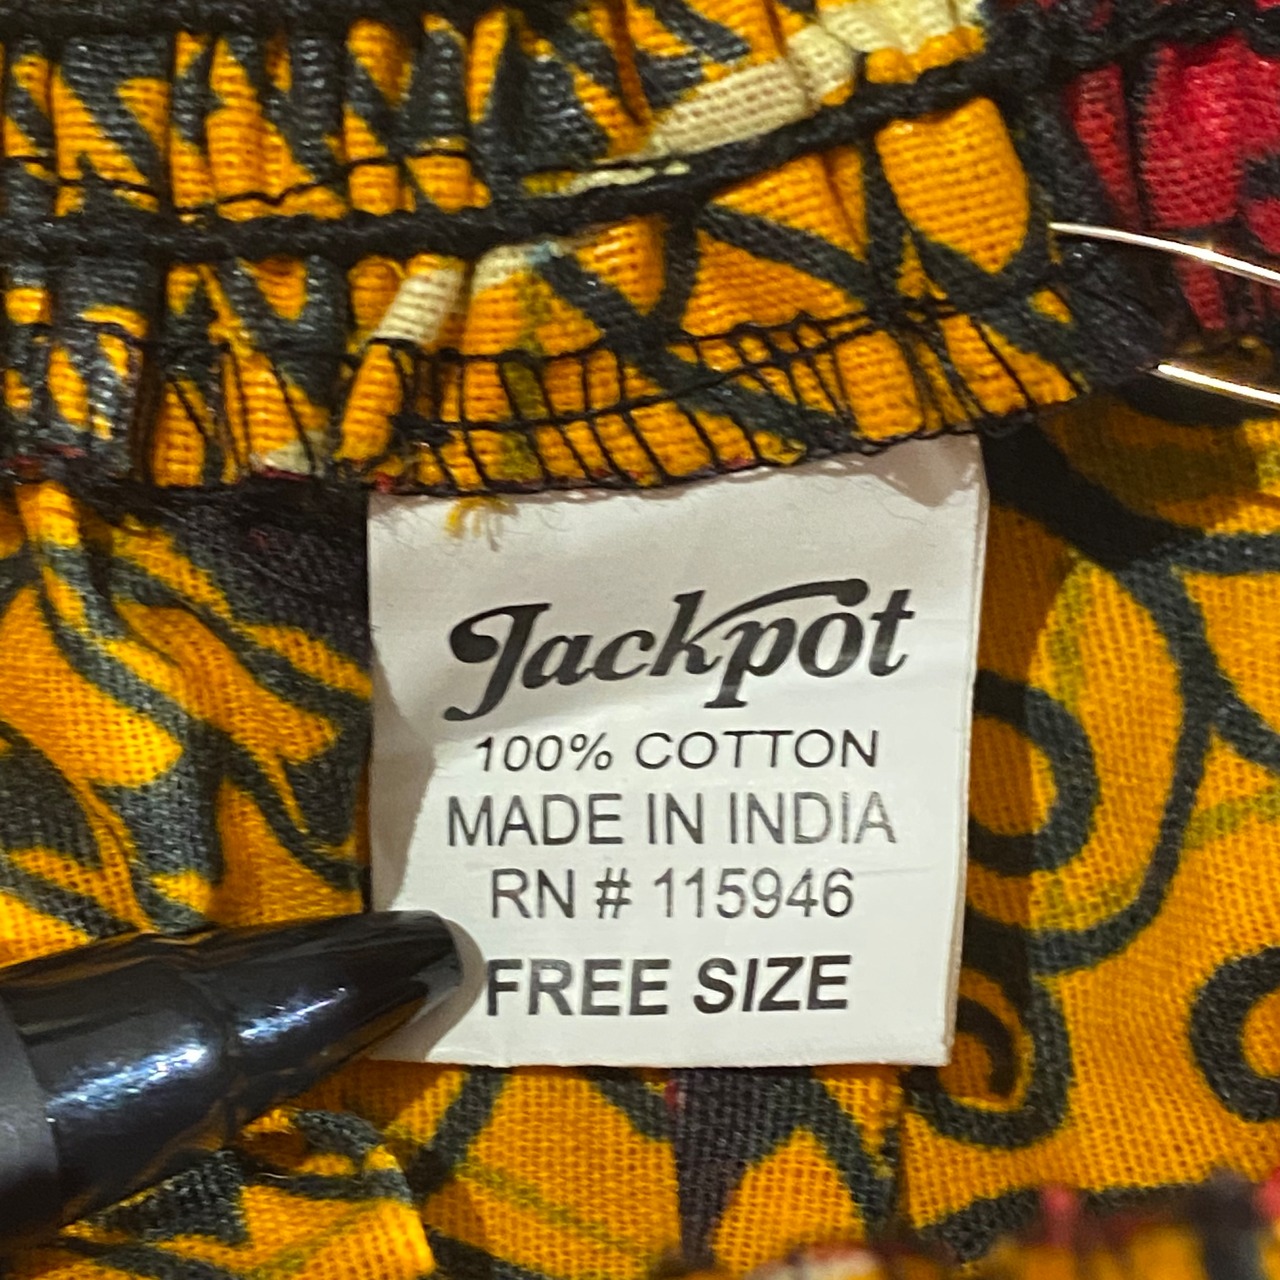 Jackpot
100% COTTON
MADE IN INDIA
RN # 115946
FREE SIZE